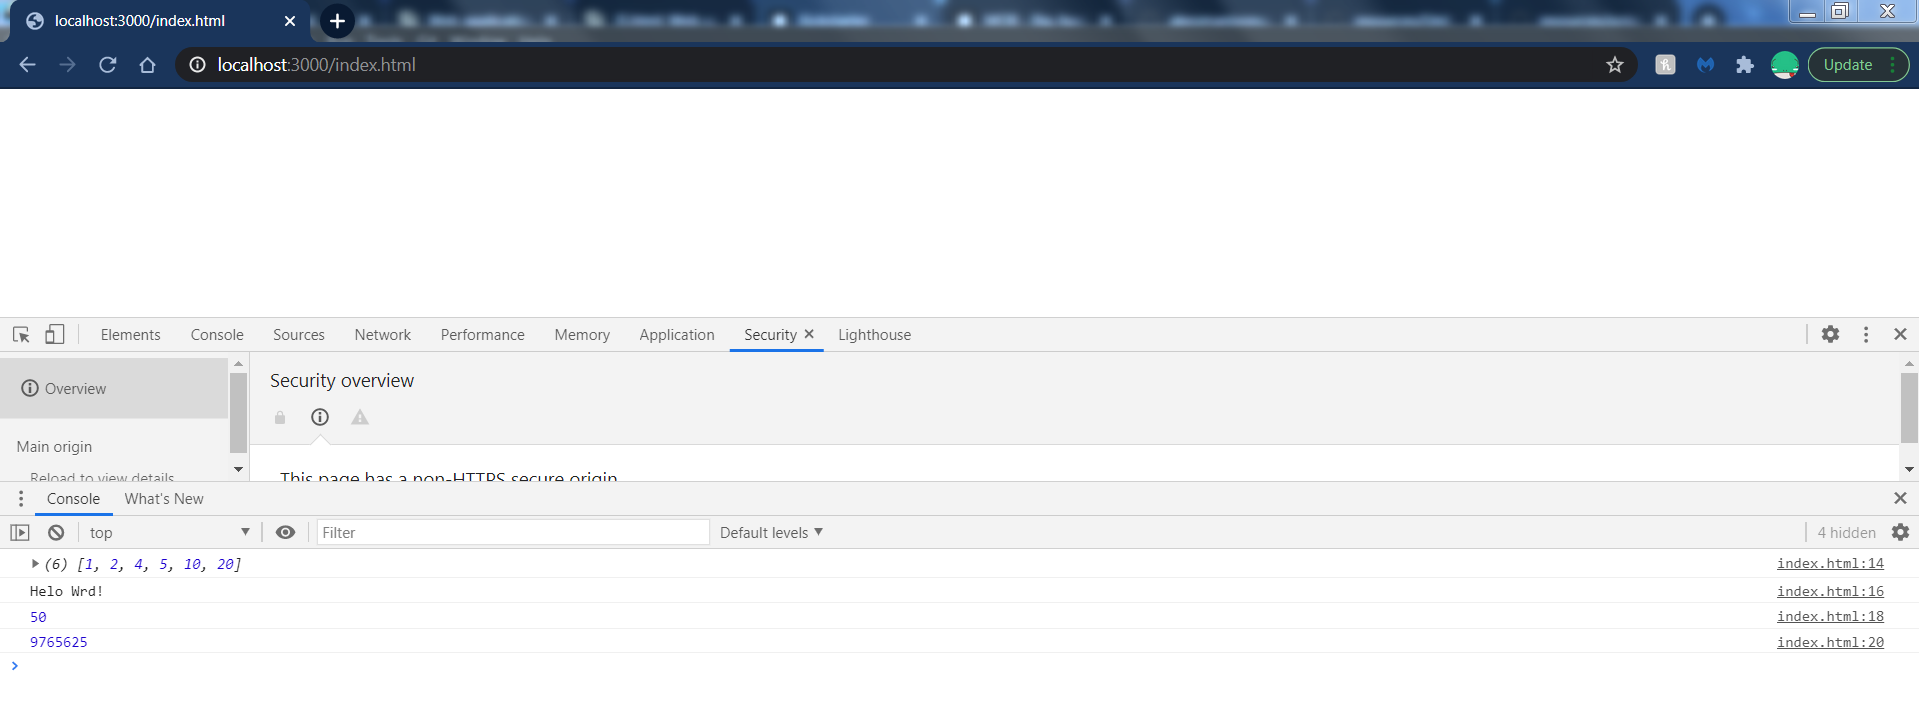 localhost:3000/index.html
localhost:3000/index.html
Update
Elements Console Sources Network Performance Memory Application Security Lighthouse
Overview
Security overview
Main origin
Reload to view details
This page has a non-HTTPS secure origin
Console What's New
top Filter Default levels 4 hidden
(6) [1, 2, 4, 5, 10, 20] index.html:14
Helo Wrd! index.html:16
50 index.html:18
9765625 index.html:20